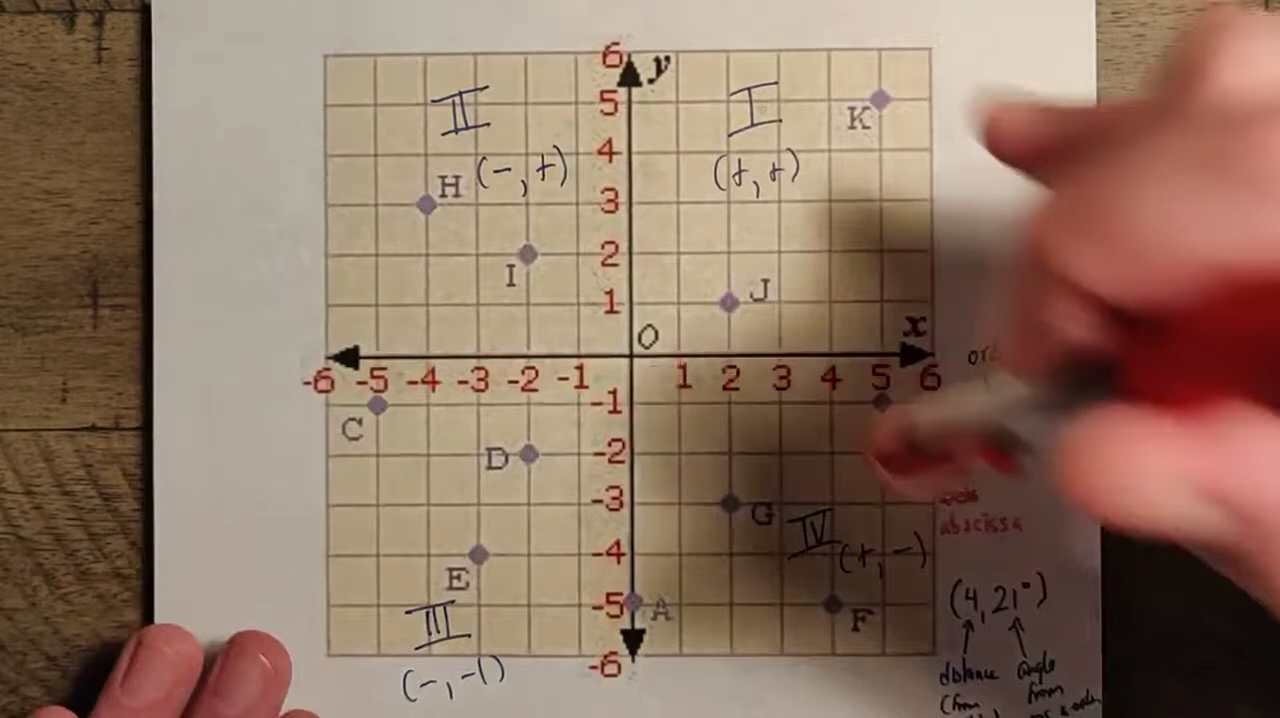 6 y
II 5 I K
4
H (-, +) (+, +)
3
I 2
1 J
O x
-6 -5 -4 -3 -2 -1 1 2 3 4 5 6
C -1
D -2
-3 G IV
abscissa
-4 (+, -)
E
III -5 A F (4, 21°)
(-, -) -6
distance angle
(from from